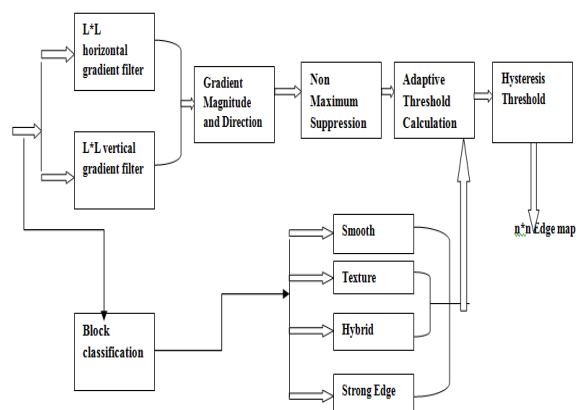 L*L
horizontal
gradient filter
L*L vertical
gradient filter
Gradient
Magnitude
and Direction
Non
Maximum
Suppression
Adaptive
Threshold
Calculation
Hysteresis
Threshold
n*n Edge map
Block
classification
Smooth
Texture
Hybrid
Strong Edge